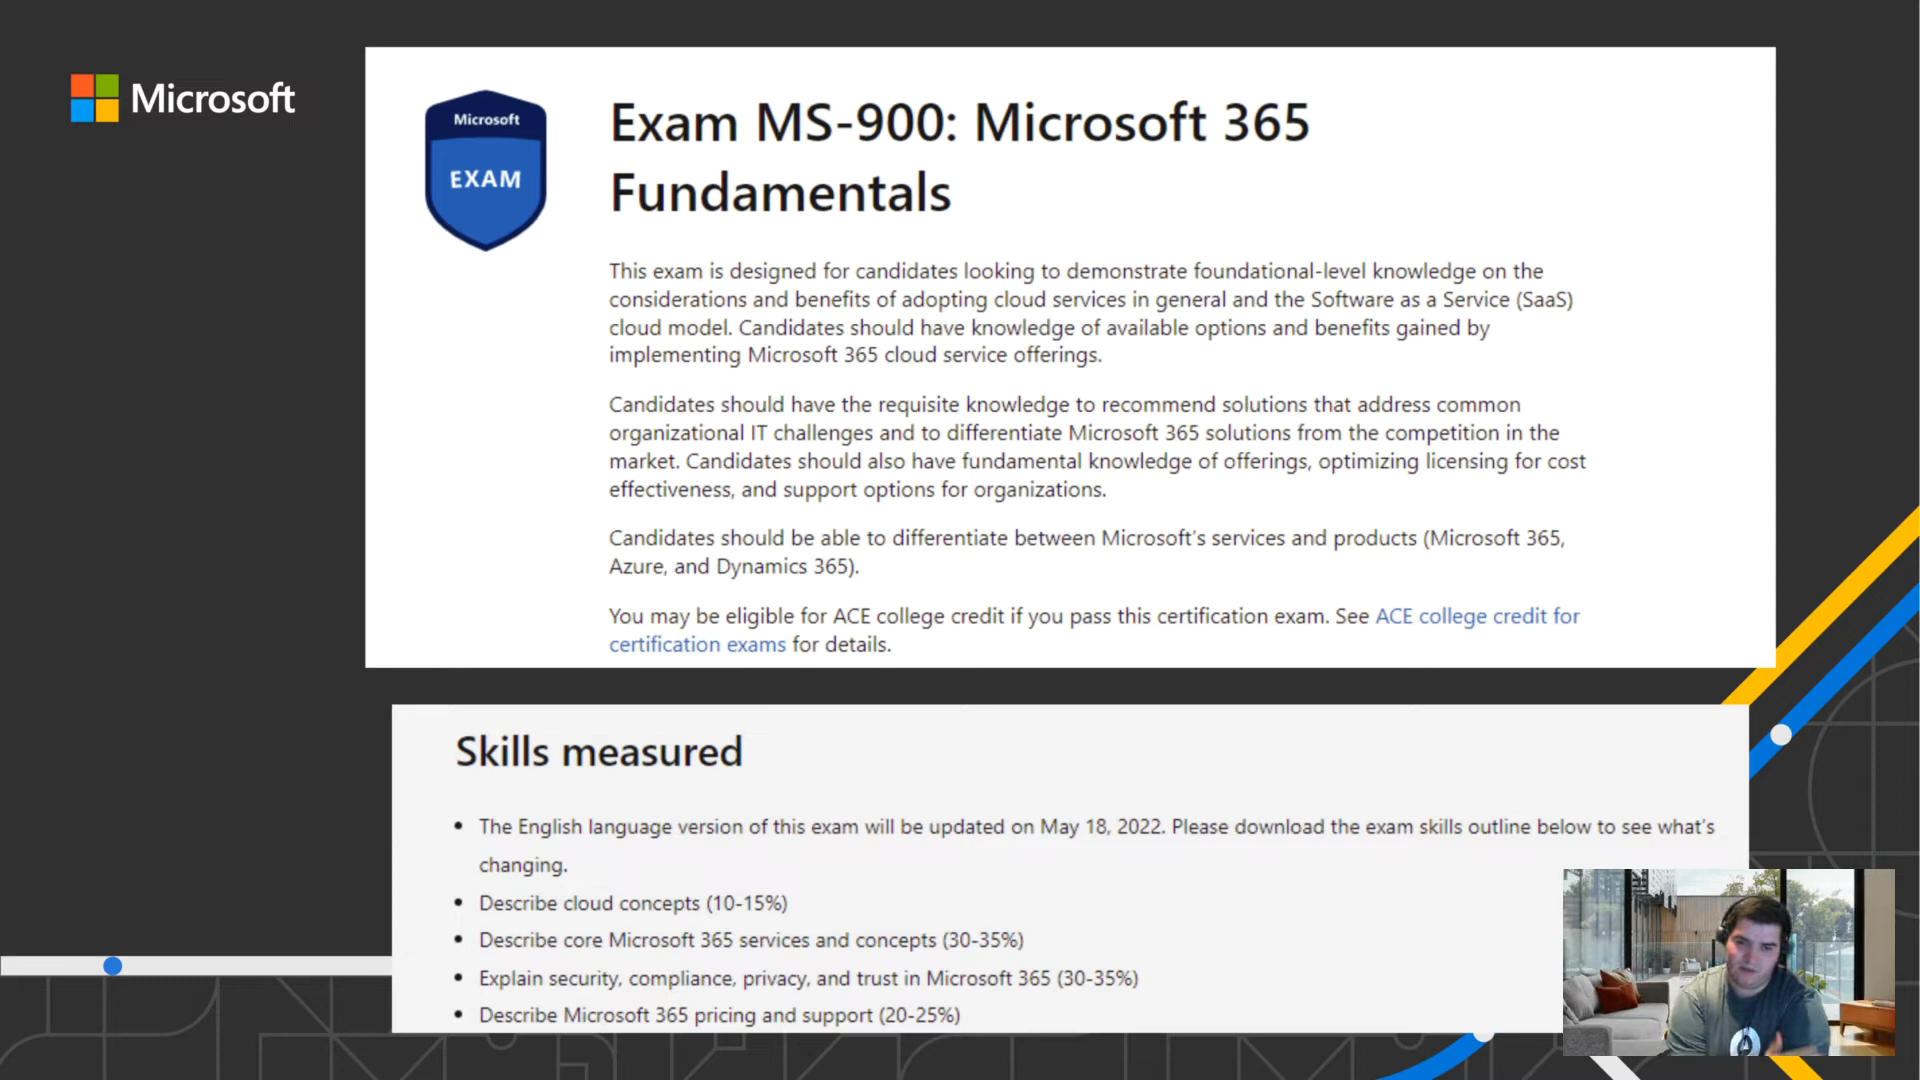 Microsoft
Microsoft
EXAM
Exam MS-900: Microsoft 365
Fundamentals
This exam is designed for candidates looking to demonstrate foundational-level knowledge on the
considerations and benefits of adopting cloud services in general and the Software as a Service (SaaS)
cloud model. Candidates should have knowledge of available options and benefits gained by
implementing Microsoft 365 cloud service offerings.
Candidates should have the requisite knowledge to recommend solutions that address common
organizational IT challenges and to differentiate Microsoft 365 solutions from the competition in the
market. Candidates should also have fundamental knowledge of offerings, optimizing licensing for cost
effectiveness, and support options for organizations.
Candidates should be able to differentiate between Microsoft's services and products (Microsoft 365,
Azure, and Dynamics 365).
You may be eligible for ACE college credit if you pass this certification exam. See ACE college credit for
certification exams for details.
Skills measured
• The English language version of this exam will be updated on May 18, 2022. Please download the exam skills outline below to see what's
changing.
• Describe cloud concepts (10-15%)
• Describe core Microsoft 365 services and concepts (30-35%)
• Explain security, compliance, privacy, and trust in Microsoft 365 (30-35%)
• Describe Microsoft 365 pricing and support (20-25%)